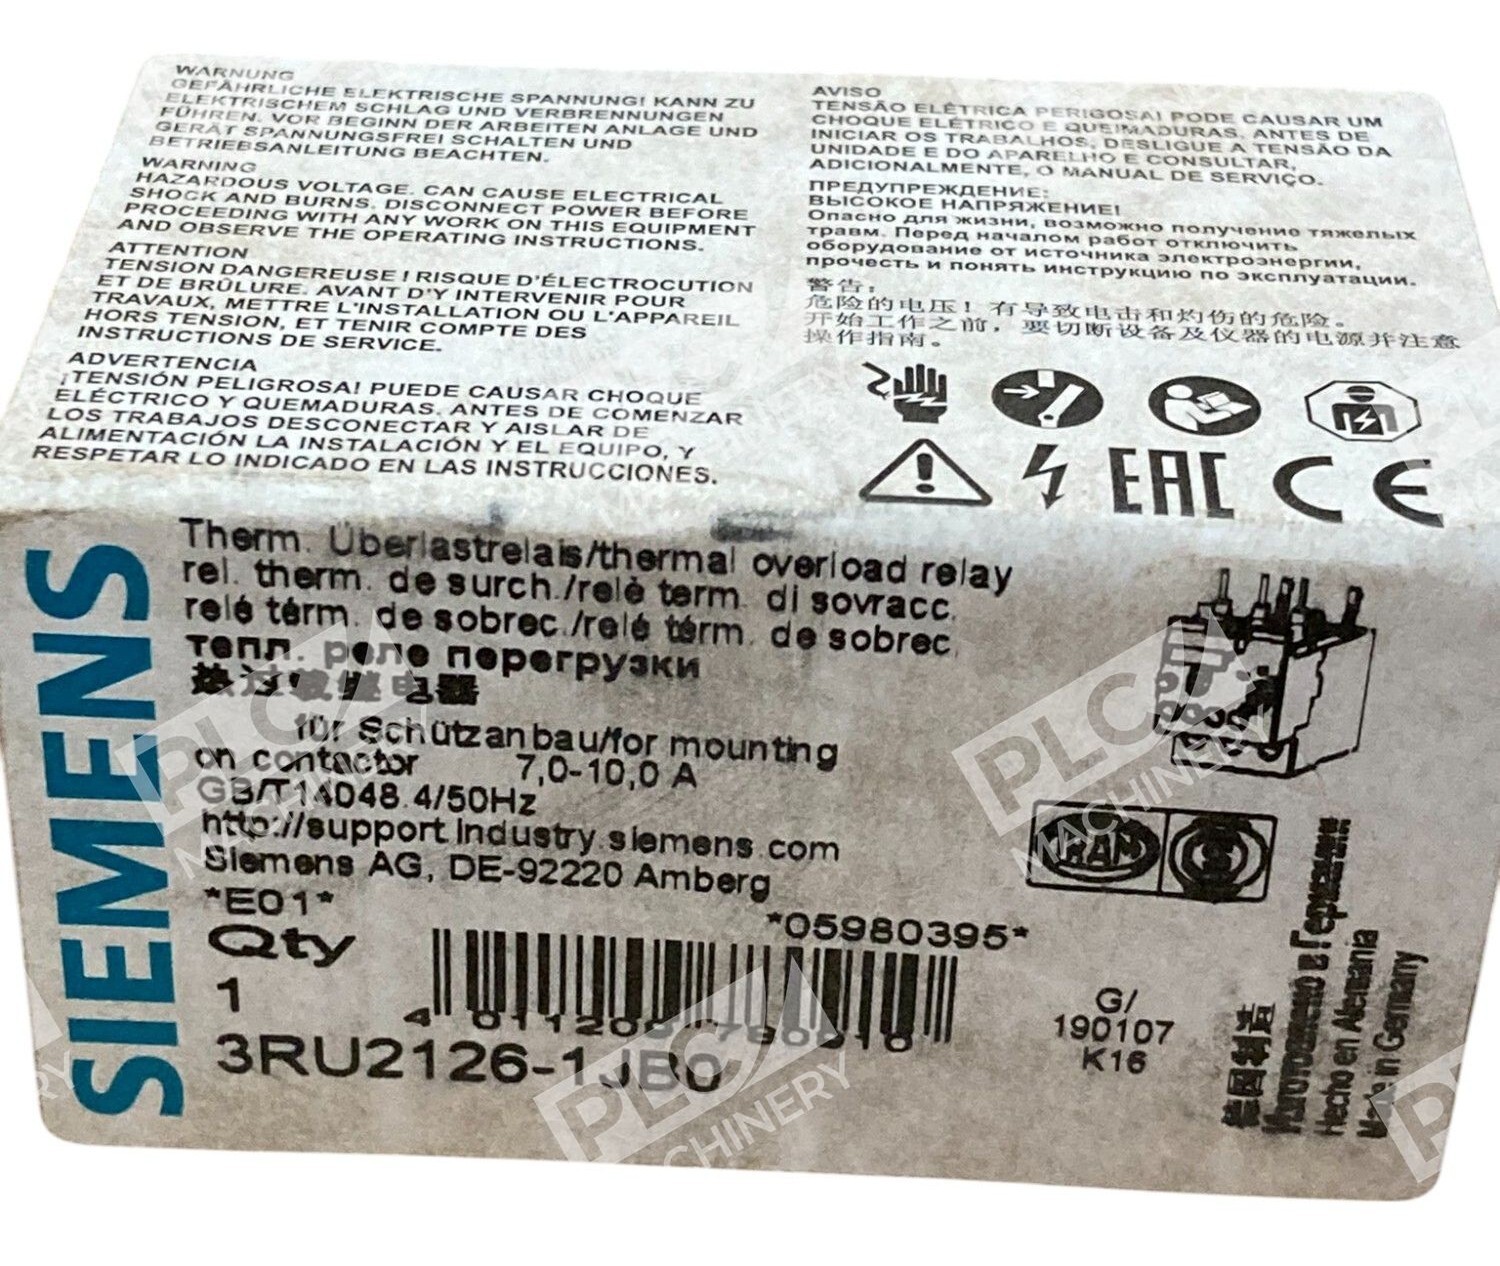 WARNUNG
GEFÄHRLICHE ELEKTRISCHE SPANNUNG! KANN ZU
ELEKTRISCHEM SCHLAG UND VERBRENNUNGEN
FÜHREN. VOR BEGINN DER ARBEITEN ANLAGE UND
GERÄT SPANNUNGSFREI SCHALTEN UND
BETRIEBSANLEITUNG BEACHTEN.
WARNING
HAZARDOUS VOLTAGE. CAN CAUSE ELECTRICAL
SHOCK AND BURNS. DISCONNECT POWER BEFORE
PROCEEDING WITH ANY WORK ON THIS EQUIPMENT
AND OBSERVE THE OPERATING INSTRUCTIONS.
ATTENTION
TENSION DANGEREUSE ! RISQUE D'ÉLECTROCUTION
ET DE BRÛLURE. AVANT D'Y INTERVENIR POUR
TRAVAUX, METTRE L'INSTALLATION OU L'APPAREIL
HORS TENSION, ET TENIR COMPTE DES
INSTRUCTIONS DE SERVICE.
ADVERTENCIA
¡TENSIÓN PELIGROSA! PUEDE CAUSAR CHOQUE
ELÉCTRICO Y QUEMADURAS. ANTES DE COMENZAR
LOS TRABAJOS DESCONECTAR Y AISLAR DE
ALIMENTACIÓN LA INSTALACIÓN Y EL EQUIPO, Y
RESPETAR LO INDICADO EN LAS INSTRUCCIONES.
AVISO
TENSÃO ELÉTRICA PERIGOSA! PODE CAUSAR UM
CHOQUE ELÉTRICO E QUEIMADURAS. ANTES DE
INICIAR OS TRABALHOS, DESLIGUE A TENSÃO DA
UNIDADE E DO APARELHO E CONSULTAR,
ADICIONALMENTE, O MANUAL DE SERVIÇO.
ПРЕДУПРЕЖДЕНИЕ:
ВЫСОКОЕ НАПРЯЖЕНИЕ!
Опасно для жизни, возможно получение тяжелых
травм. Перед началом работ отключить
оборудование от источника электроэнергии,
прочесть и понять инструкцию по эксплуатации.
警告:
危险的电压! 有导致电击和灼伤的危险。
开始工作之前, 要切断设备及仪器的电源并注意
操作指南。
EAC CE
SIEMENS
Therm. Überlastrelais/thermal overload relay
rel. therm. de surch./relè term. di sovracc.
relé térm. de sobrec./relé térm. de sobrec.
тепл. реле перегрузки
热过载继电器
für Schützanbau/for mounting
on contactor 7,0-10,0 A
GB/T14048.4/50Hz
http://support.industry.siemens.com
Siemens AG, DE-92220 Amberg
*E01*
*05980395*
Qty
1
3RU2126-1JB0
G/
190107
K16
德国制造
Изготовлено в Германии
Hecho en Alemania
Made in Germany
PLC MACHINERY
PLC MACHINERY
PLC MACHINERY